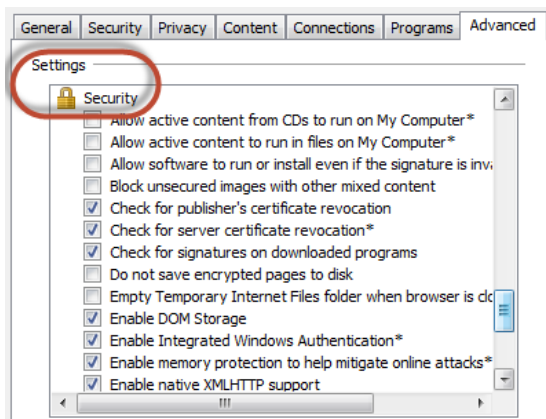 General Security Privacy Content Connections Programs Advanced
Settings
Security
Allow active content from CDs to run on My Computer*
Allow active content to run in files on My Computer*
Allow software to run or install even if the signature is
Block unsecured images with other mixed content
Check for publisher's certificate revocation
Check for server certificate revocation*
Check for signatures on downloaded programs
Do not save encrypted pages to disk
Empty Temporary Internet Files folder when browser is
Enable DOM Storage
Enable Integrated Windows Authentication*
Enable memory protection to help mitigate online attacks*
Enable native XMLHTTP support